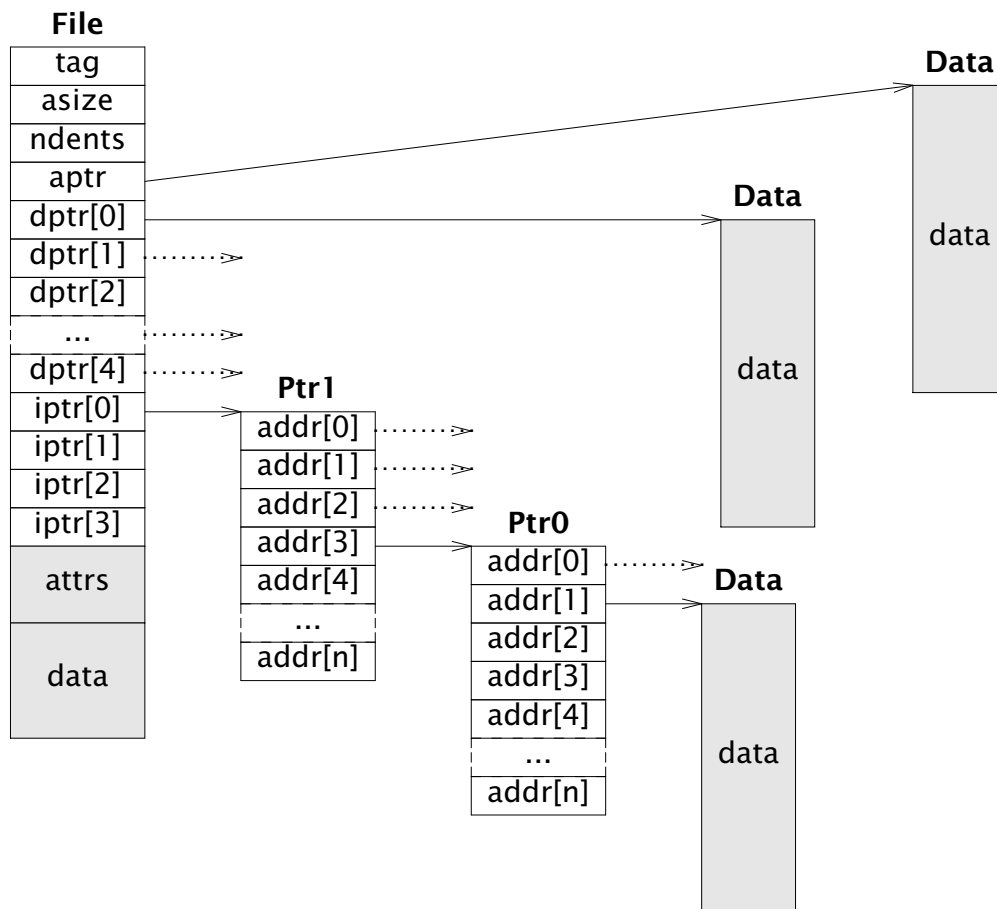 File
tag
asize
ndents
aptr
dptr[0]
dptr[1]
dptr[2]
...
dptr[4]
iptr[0]
iptr[1]
iptr[2]
iptr[3]
attrs
data
Ptr1
addr[0]
addr[1]
addr[2]
addr[3]
addr[4]
...
addr[n]
Ptr0
addr[0]
addr[1]
addr[2]
addr[3]
addr[4]
...
addr[n]
Data
data
Data
data
Data
data